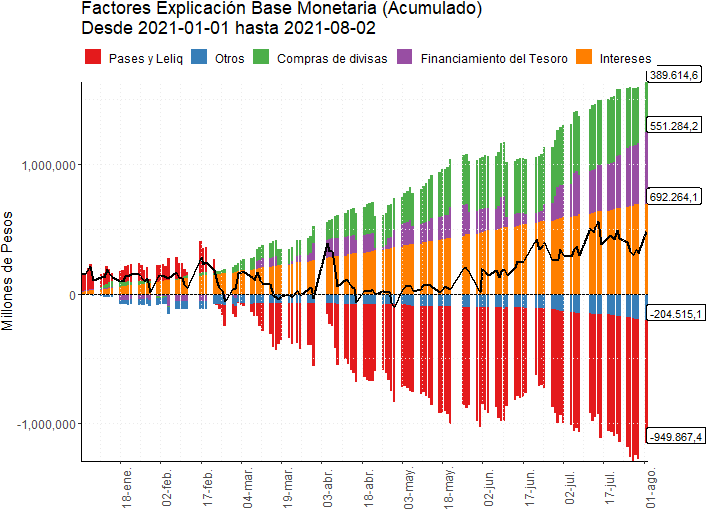 Factores Explicación Base Monetaria (Acumulado)
Desde 2021-01-01 hasta 2021-08-02
Pases y Leliq Otros Compras de divisas Financiamiento del Tesoro Intereses
389.614,6
551.284,2
692.264,1
-204.515,1
-949.867,4
Millones de Pesos
1,000,000
0
-1,000,000
18-ene.
02-feb.
17-feb.
04-mar.
19-mar.
03-abr.
18-abr.
03-may.
18-may.
02-jun.
17-jun.
02-jul.
17-jul.
01-ago.